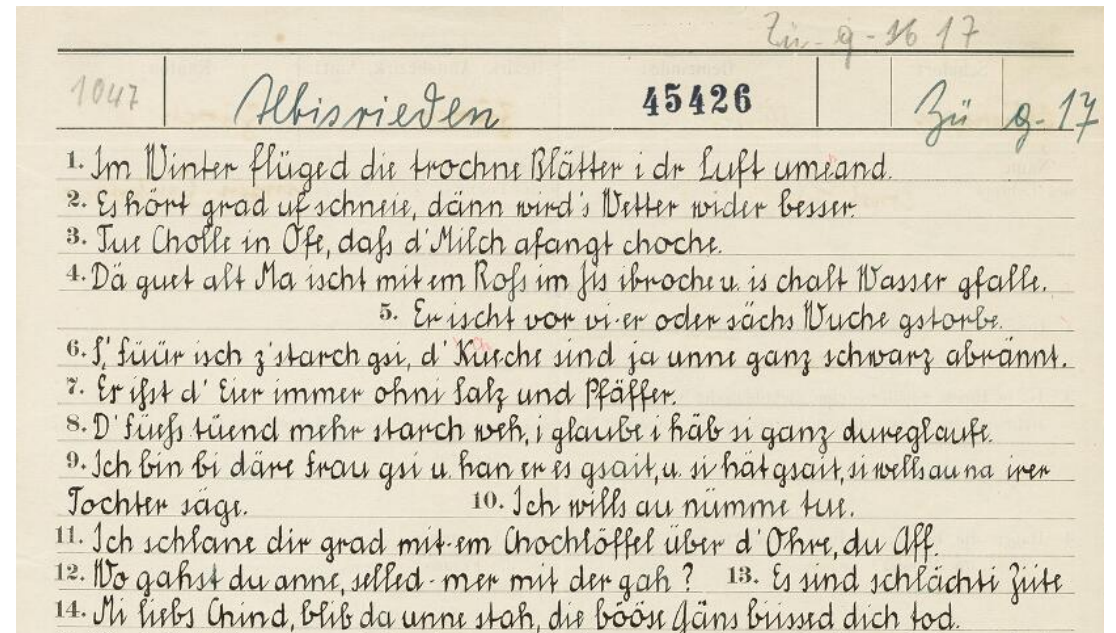 Zü-g-16 17
1047 Albisrieden 45426 Zü g-17
1. Im Winter flüged die trochne Blätter i dr Luft umeand.
2. Es hört grad uf schneie, dänn wird's Wetter wider besser.
3. Tue Cholle in Ofe, dass d'Milch afangt choche.
4. Dä guet alt Ma ischt mit em Ross im Jis ibroche u. is chalt Wasser gfalle.
5. Er ischt vor vi-er oder sächs Wuche gstorbe.
6. S' Füür isch z'starch gsi, d' Kueche sind ja unne ganz schwarz abrännt.
7. Er isst d' Eier immer ohni Salz und Pfäffer.
8. D' Füess tüend mehr starch weh, i glaube i häb si ganz dureglaufe.
9. Ich bin bi däre Frau gsi u. han er es gsait, u. si hät gsait, si wells au na irer
Tochter säge. 10. Ich wills au nümme tue.
11. Ich schlane dir grad mit-em Chochlöffel über d'Ohre, du Aff.
12. Wo gahst du anne, selled-mer mit der gah? 13. Es sind schlächti Ziite
14. Mi liebs Chind, blib da unne stah, die bööse Gäns biissed dich tod.